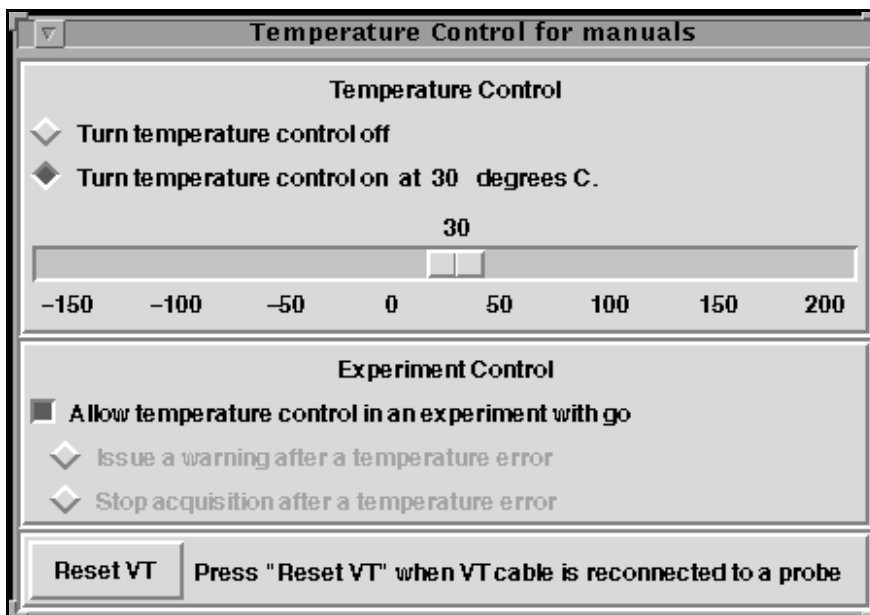 Temperature Control for manuals
Temperature Control
Turn temperature control off
Turn temperature control on at 30 degrees C.
30
−150 −100 −50 0 50 100 150 200
Experiment Control
Allow temperature control in an experiment with go
Issue a warning after a temperature error
Stop acquisition after a temperature error
Reset VT Press "Reset VT" when VT cable is reconnected to a probe